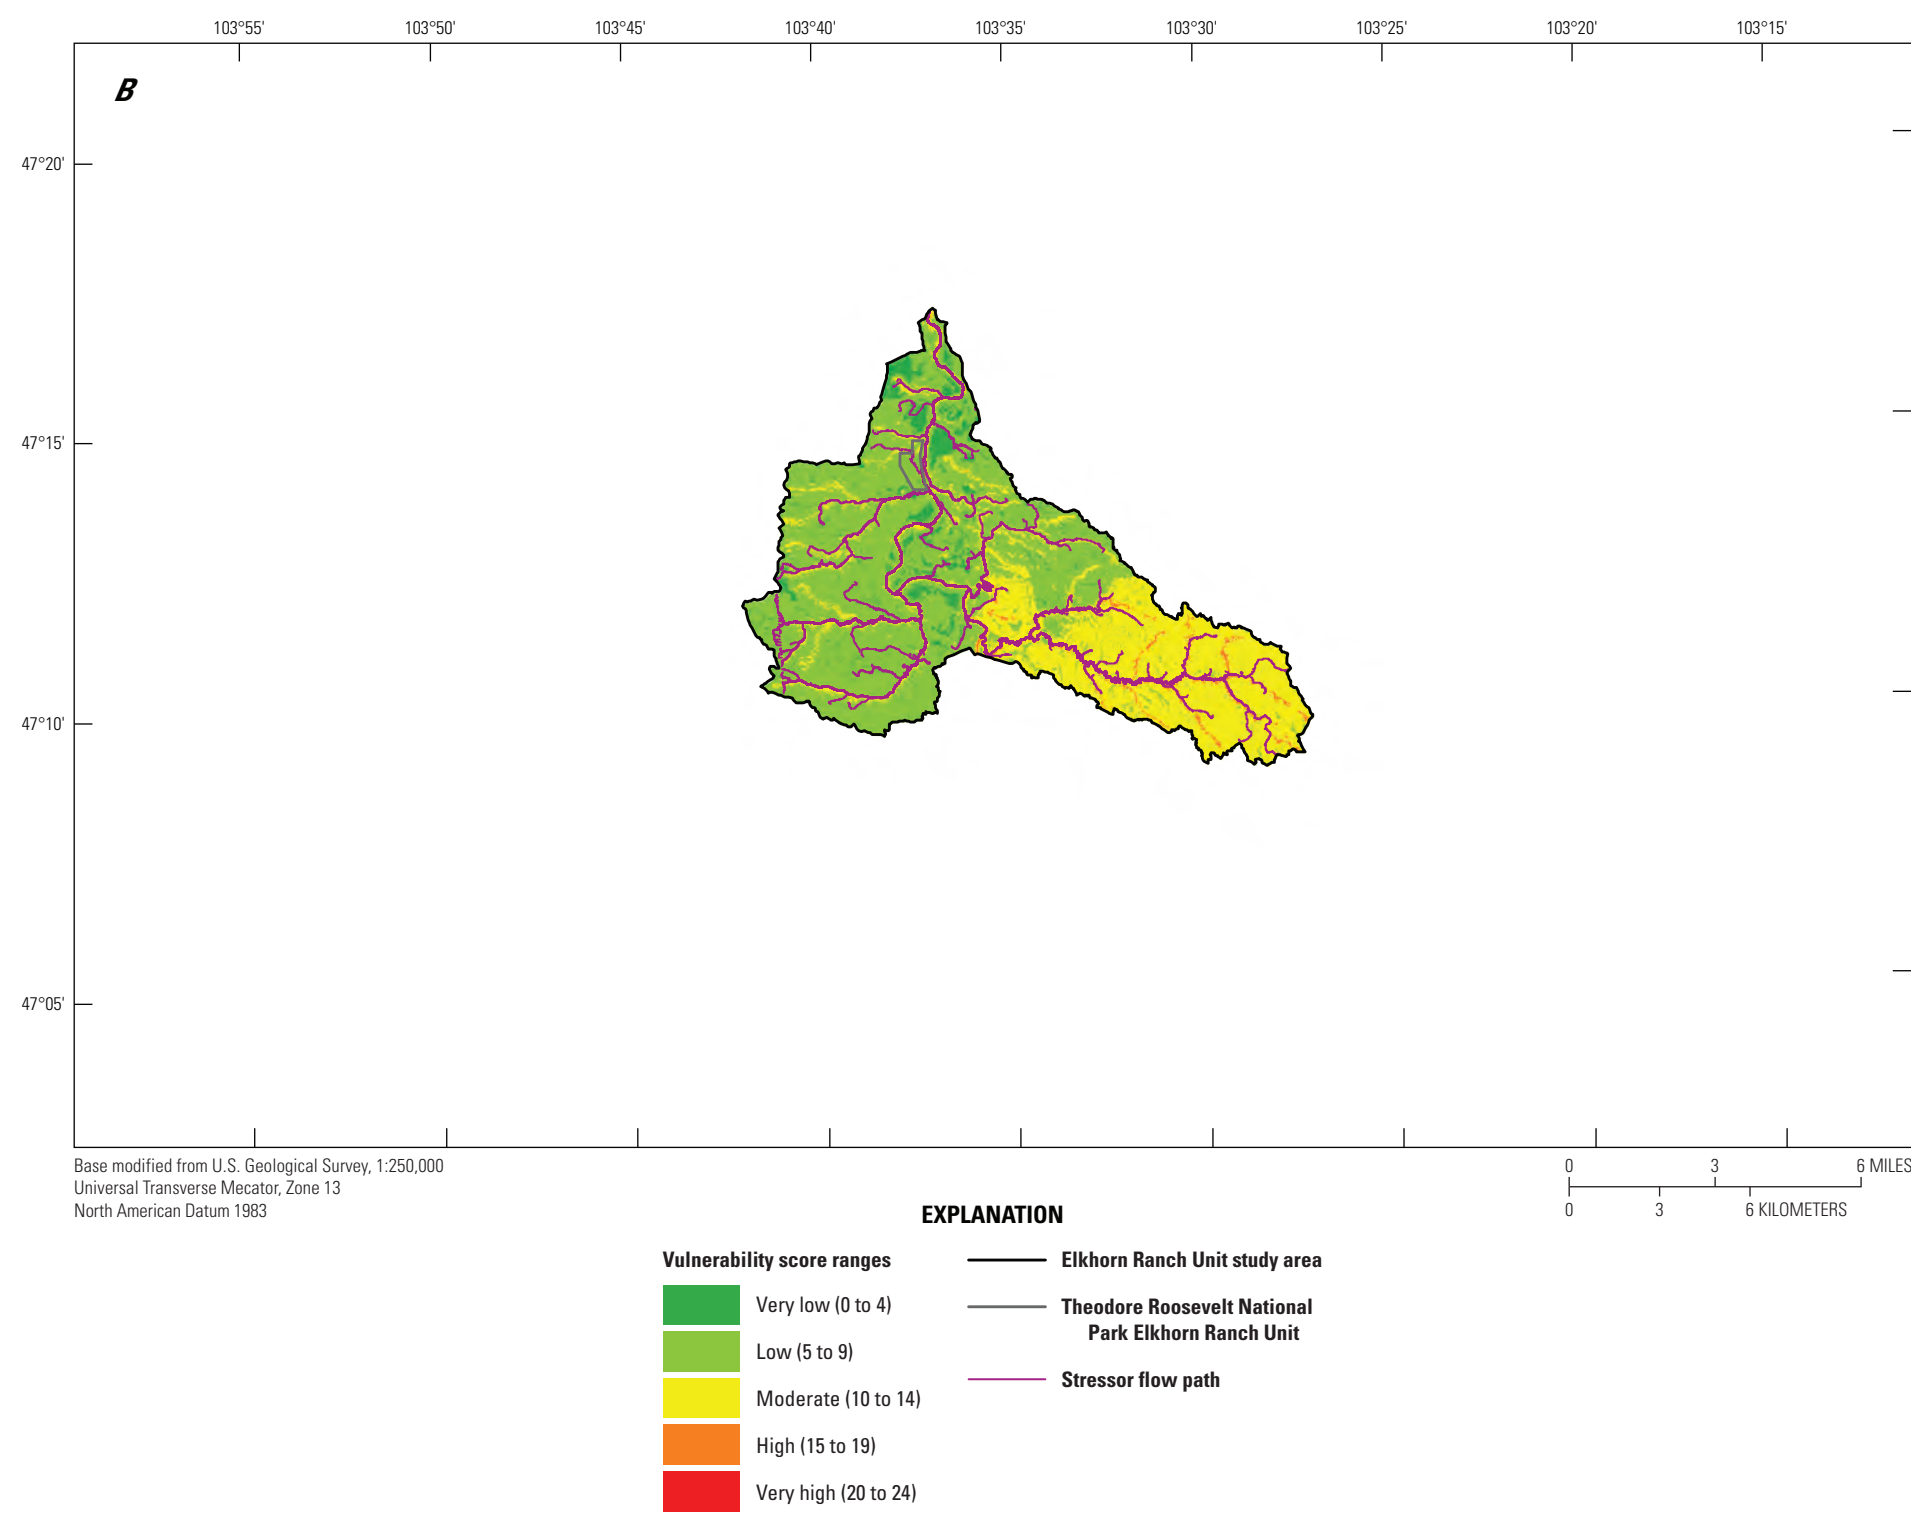 103°55' 103°50' 103°45' 103°40' 103°35' 103°30' 103°25' 103°20' 103°15'
B
47°20'
47°15'
47°10'
47°05'
Base modified from U.S. Geological Survey, 1:250,000
Universal Transverse Mecator, Zone 13
North American Datum 1983
0 3 6 MILES
0 3 6 KILOMETERS
EXPLANATION
Vulnerability score ranges
Very low (0 to 4)
Low (5 to 9)
Moderate (10 to 14)
High (15 to 19)
Very high (20 to 24)
Elkhorn Ranch Unit study area
Theodore Roosevelt National
Park Elkhorn Ranch Unit
Stressor flow path